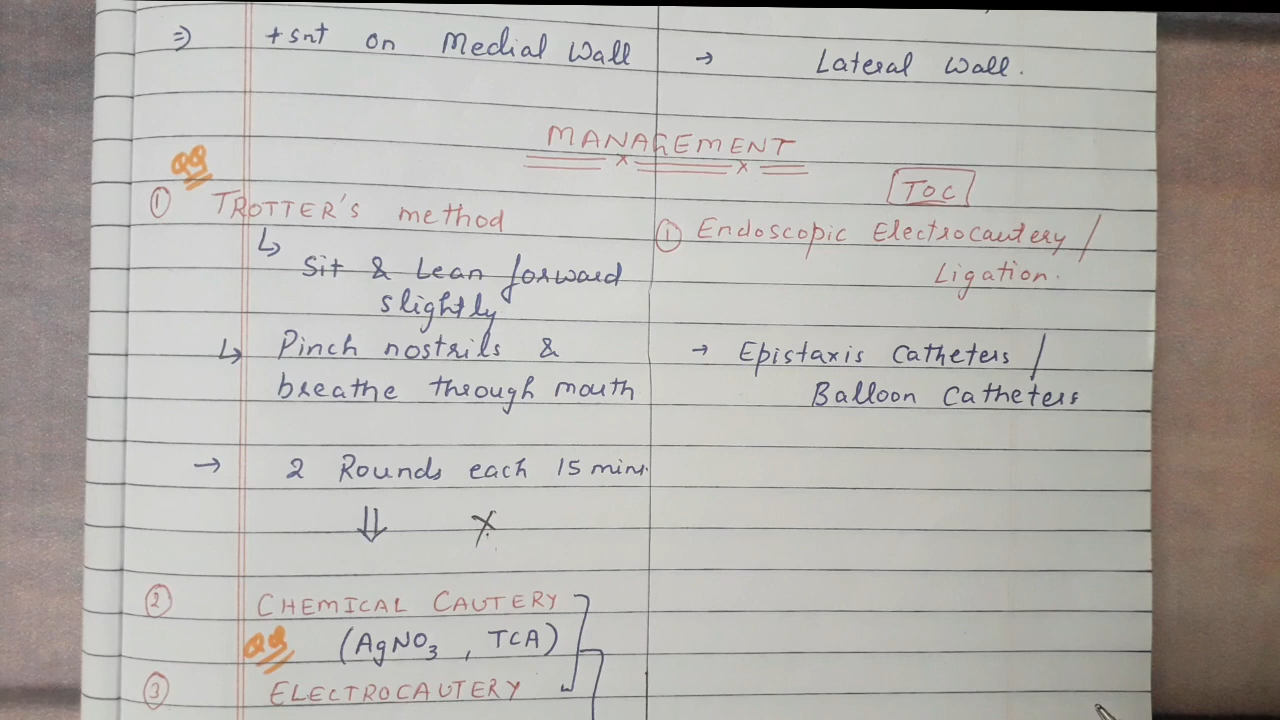 ⇒ +snt on Medial Wall → Lateral Wall.
MANAGEMENT
① TROTTER'S method
↳ Sit & Lean forward
slightly
↳ Pinch nostrils &
breathe through mouth
→ 2 Rounds each 15 mins.
⇓ X
② CHEMICAL CAUTERY
(AgNO3, TCA)
③ ELECTROCAUTERY
TOC
① Endoscopic Electrocautery /
Ligation.
→ Epistaxis Catheters /
Balloon Catheters